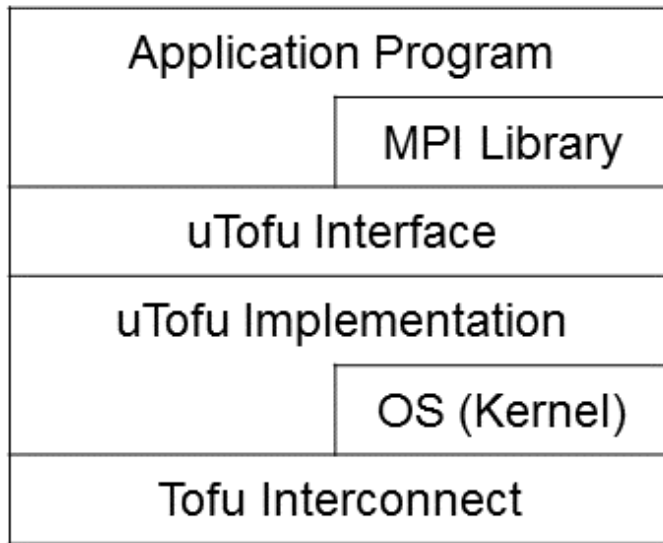 Application Program
MPI Library
uTofu Interface
uTofu Implementation
OS (Kernel)
Tofu Interconnect